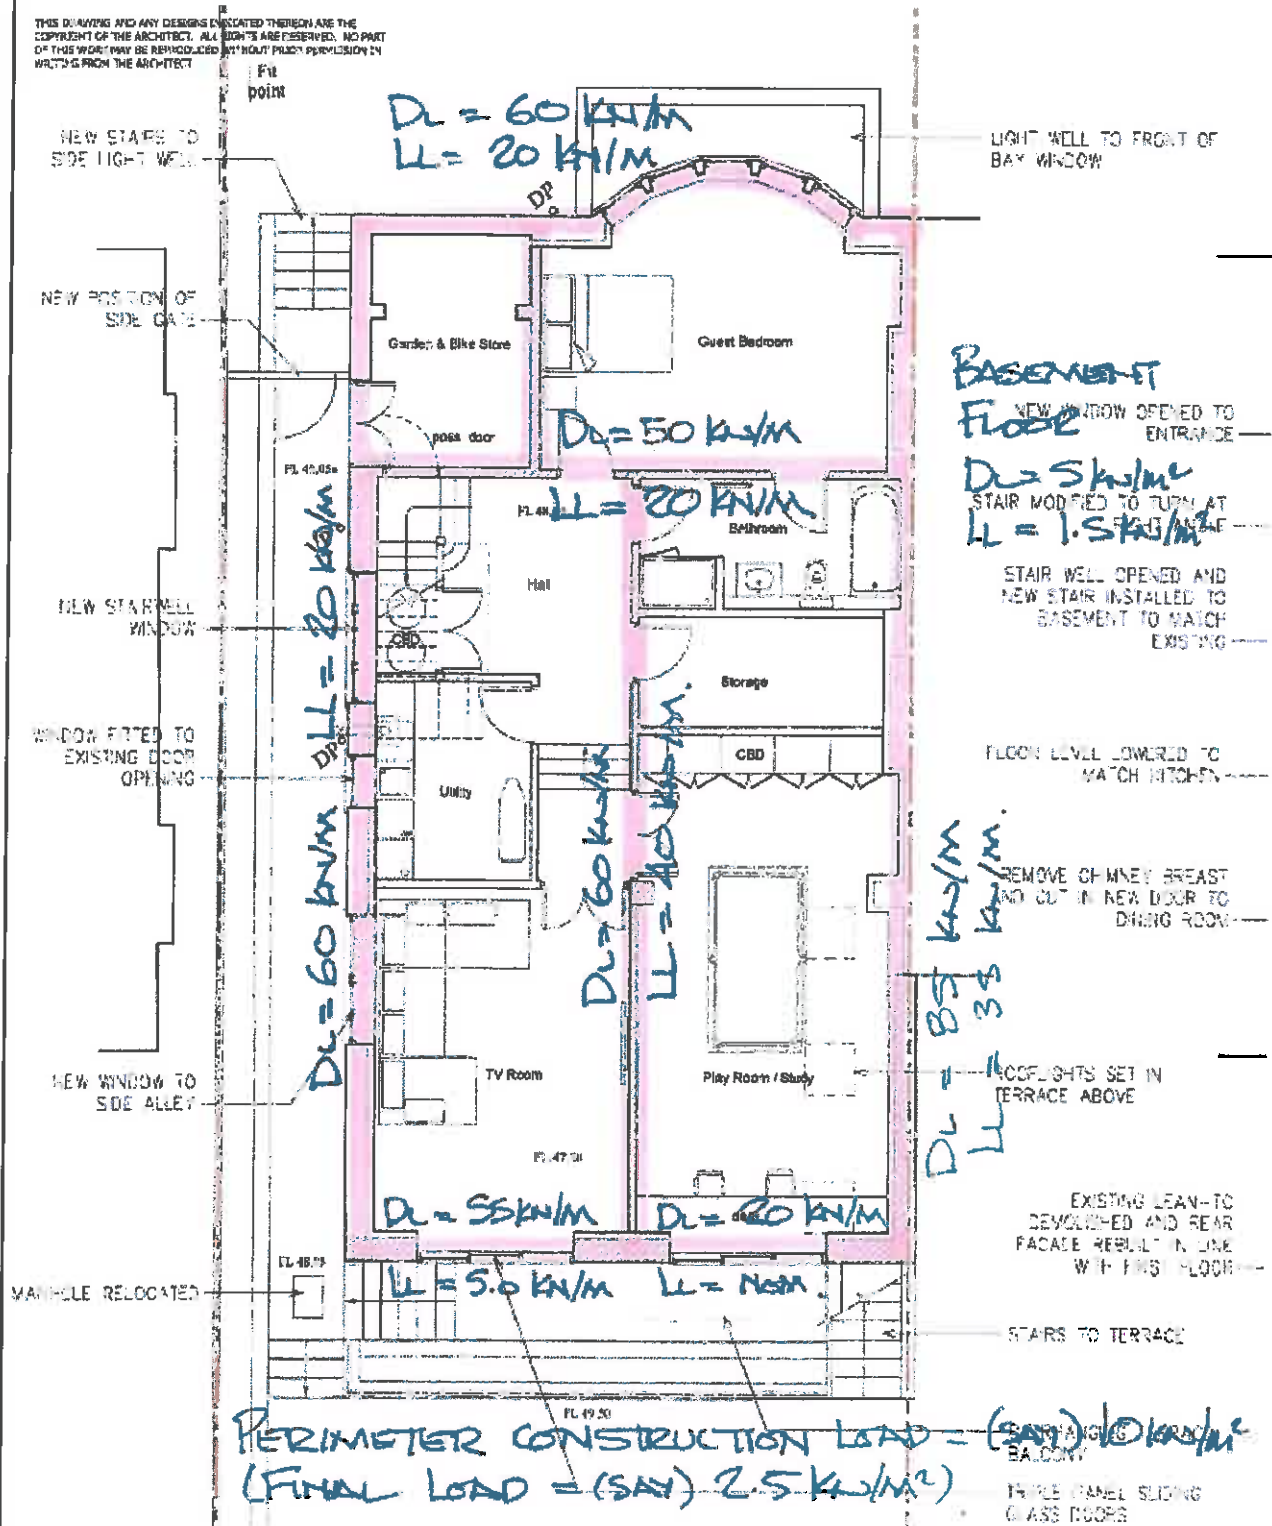 THIS DRAWING AND ANY DESIGNS INDICATED THEREON ARE THE
COPYRIGHT OF THE ARCHITECT. ALL RIGHTS ARE RESERVED. NO PART
OF THIS WORK MAY BE REPRODUCED WITHOUT PRIOR PERMISSION IN
WRITING FROM THE ARCHITECT
point
DL = 60 KN/M
LL = 20 KN/M
NEW STAIRS TO
SIDE LIGHT WELL
LIGHT WELL TO FRONT OF
BAY WINDOW
DP
NEW POSITION OF
SIDE GATE
Garden & Bike Store
Guest Bedroom
BASEMENT
FLOOR
DL = 5 KN/M²
LL = 1.5 KN/M²
NEW WINDOW OPENED TO
ENTRANCE
DL = 50 KN/M
poss door
LL = 20 KN/M
STAIR MODIFIED TO TURN AT
RIGHT ANGLE
Bathroom
Hall
STAIR WELL OPENED AND
NEW STAIR INSTALLED TO
BASEMENT TO MATCH
EXISTING
NEW STAIRWELL
WINDOW
CBD
Storage
DL = 60 KN/M LL = 20 KN/M
WINDOW FITTED TO
EXISTING DOOR
OPENING
DP
CBD
FLOOR LEVEL LOWERED TO
MATCH KITCHEN
Utility
DL = 60 KN/M
LL = 40 KN/M.
REMOVE CHIMNEY BREAST
AND CUT IN NEW DOOR TO
DINING ROOM
DL = 85 KN/M
LL = 35 KN/M.
NEW WINDOW TO
SIDE ALLEY
TV Room
Play Room / Study
ROOFLIGHTS SET IN
TERRACE ABOVE
DL = 55 KN/M
DL = 20 KN/M
EXISTING LEAN-TO
DEMOLISHED AND REAR
FACADE REBUILT IN LINE
WITH FIRST FLOOR
LL = 5.0 KN/M
LL = NOM.
MANHOLE RELOCATED
STAIRS TO TERRACE
FL 49.50
PERIMETER CONSTRUCTION LOAD = (SAY) 10 KN/M²
(FINAL LOAD = (SAY) 2.5 KN/M²)
BALCONY
TRIPLE PANEL SLIDING
GLASS DOORS